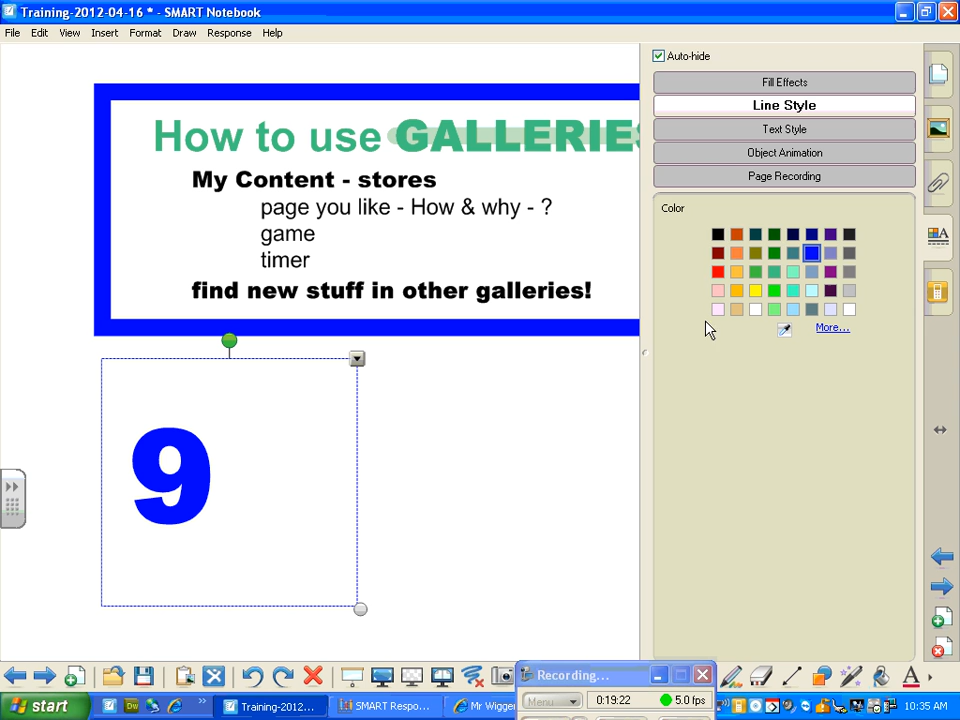 Training-2012-04-16 * - SMART Notebook
File Edit View Insert Format Draw Response Help
Auto-hide
Fill Effects
Line Style
Text Style
Object Animation
Page Recording
Color
More...
How to use GALLERIES
My Content - stores
page you like - How & why - ?
game
timer
find new stuff in other galleries!
9
Recording...
Menu 0:19:22 5.0 fps
start Dw Training-2012... SMART Respo... Mr Wigger 10:35 AM